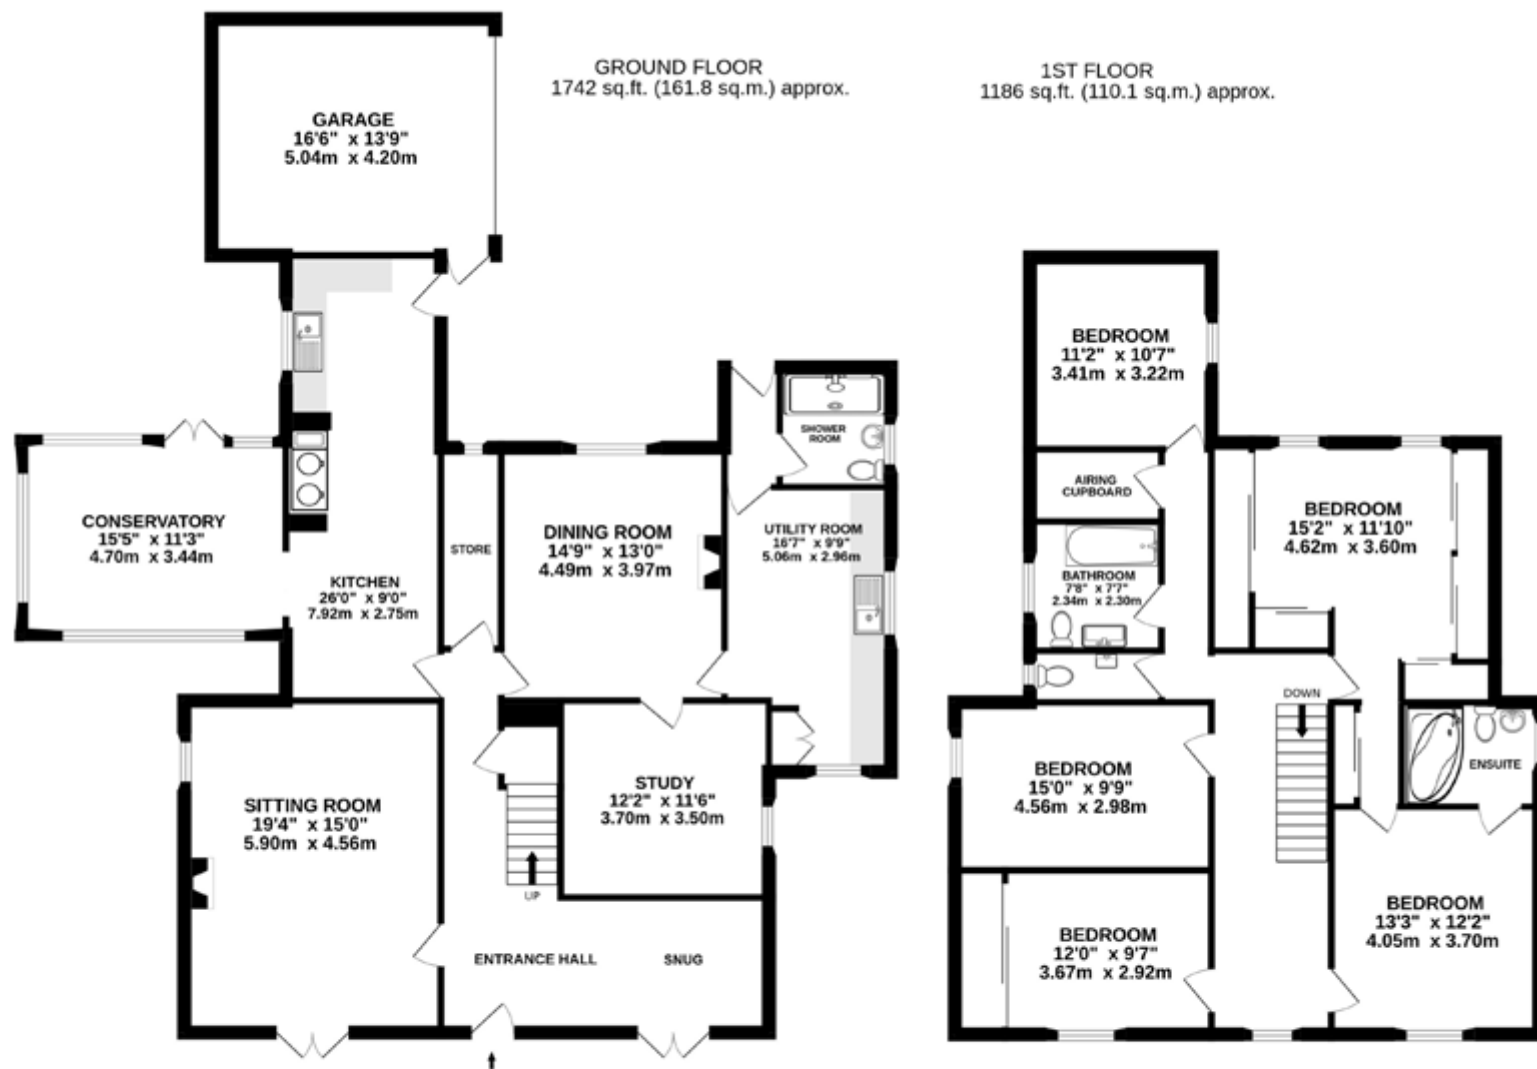 GROUND FLOOR
1742 sq.ft. (161.8 sq.m.) approx.
GARAGE
16'6" x 13'9"
5.04m x 4.20m
CONSERVATORY
15'5" x 11'3"
4.70m x 3.44m
KITCHEN
26'0" x 9'0"
7.92m x 2.75m
STORE
DINING ROOM
14'9" x 13'0"
4.49m x 3.97m
SHOWER
ROOM
UTILITY ROOM
16'7" x 9'9"
5.06m x 2.96m
SITTING ROOM
19'4" x 15'0"
5.90m x 4.56m
STUDY
12'2" x 11'6"
3.70m x 3.50m
UP
ENTRANCE HALL
SNUG
1ST FLOOR
1186 sq.ft. (110.1 sq.m.) approx.
BEDROOM
11'2" x 10'7"
3.41m x 3.22m
AIRING
CUPBOARD
BEDROOM
15'2" x 11'10"
4.62m x 3.60m
BATHROOM
7'8" x 7'7"
2.34m x 2.30m
DOWN
ENSUITE
BEDROOM
15'0" x 9'9"
4.56m x 2.98m
BEDROOM
12'0" x 9'7"
3.67m x 2.92m
BEDROOM
13'3" x 12'2"
4.05m x 3.70m